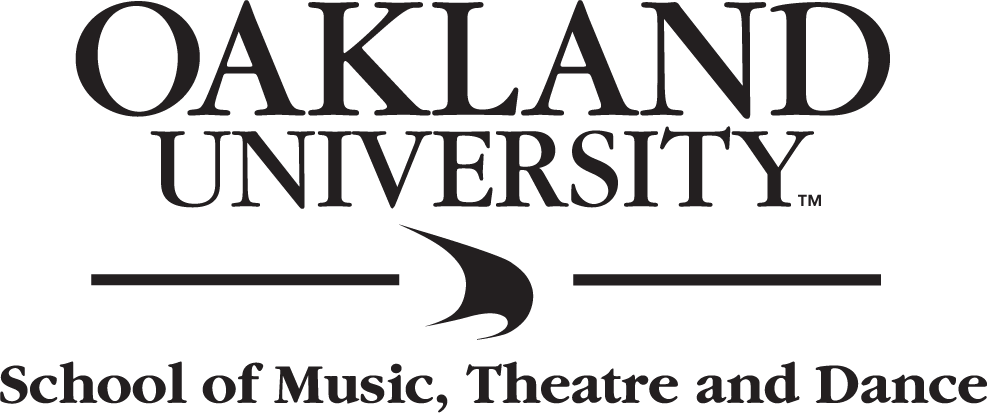 OAKLAND
UNIVERSITY™
School of Music, Theatre and Dance